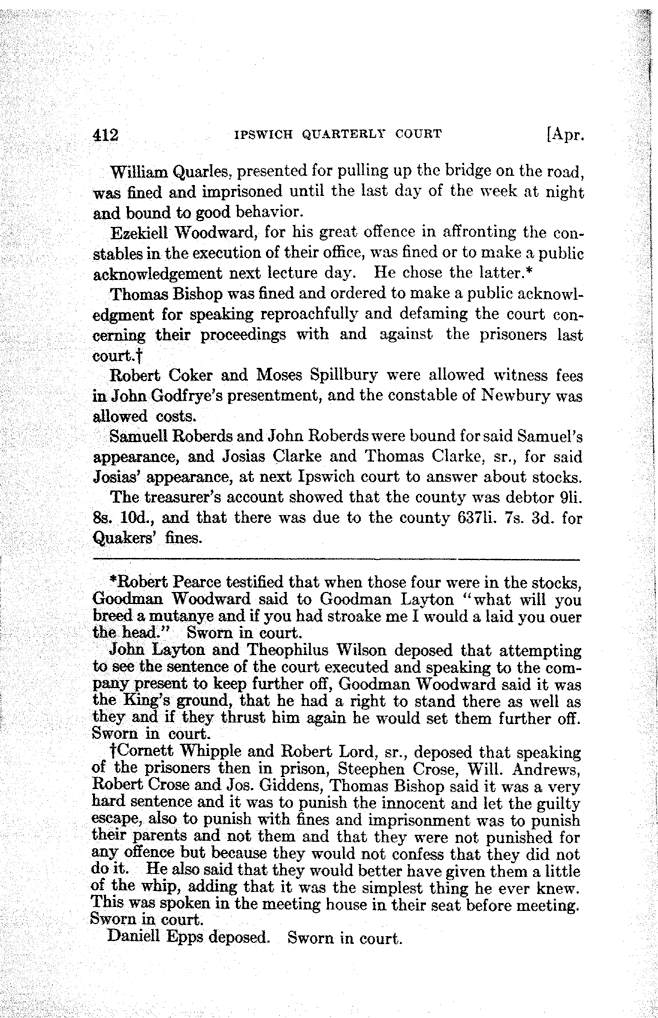 412 IPSWICH QUARTERLY COURT [Apr.
William Quarles, presented for pulling up the bridge on the road,
was fined and imprisoned until the last day of the week at night
and bound to good behavior.
Ezekiell Woodward, for his great offence in affronting the con-
stables in the execution of their office, was fined or to make a public
acknowledgement next lecture day. He chose the latter.*
Thomas Bishop was fined and ordered to make a public acknowl-
edgment for speaking reproachfully and defaming the court con-
cerning their proceedings with and against the prisoners last
court.†
Robert Coker and Moses Spillbury were allowed witness fees
in John Godfrye's presentment, and the constable of Newbury was
allowed costs.
Samuell Roberds and John Roberds were bound for said Samuel's
appearance, and Josias Clarke and Thomas Clarke, sr., for said
Josias' appearance, at next Ipswich court to answer about stocks.
The treasurer's account showed that the county was debtor 9li.
8s. 10d., and that there was due to the county 637li. 7s. 3d. for
Quakers' fines.
*Robert Pearce testified that when those four were in the stocks,
Goodman Woodward said to Goodman Layton "what will you
breed a mutanye and if you had stroake me I would a laid you ouer
the head." Sworn in court.
John Layton and Theophilus Wilson deposed that attempting
to see the sentence of the court executed and speaking to the com-
pany present to keep further off, Goodman Woodward said it was
the King's ground, that he had a right to stand there as well as
they and if they thrust him again he would set them further off.
Sworn in court.
†Cornett Whipple and Robert Lord, sr., deposed that speaking
of the prisoners then in prison, Steephen Crose, Will. Andrews,
Robert Crose and Jos. Giddens, Thomas Bishop said it was a very
hard sentence and it was to punish the innocent and let the guilty
escape, also to punish with fines and imprisonment was to punish
their parents and not them and that they were not punished for
any offence but because they would not confess that they did not
do it. He also said that they would better have given them a little
of the whip, adding that it was the simplest thing he ever knew.
This was spoken in the meeting house in their seat before meeting.
Sworn in court.
Daniell Epps deposed. Sworn in court.